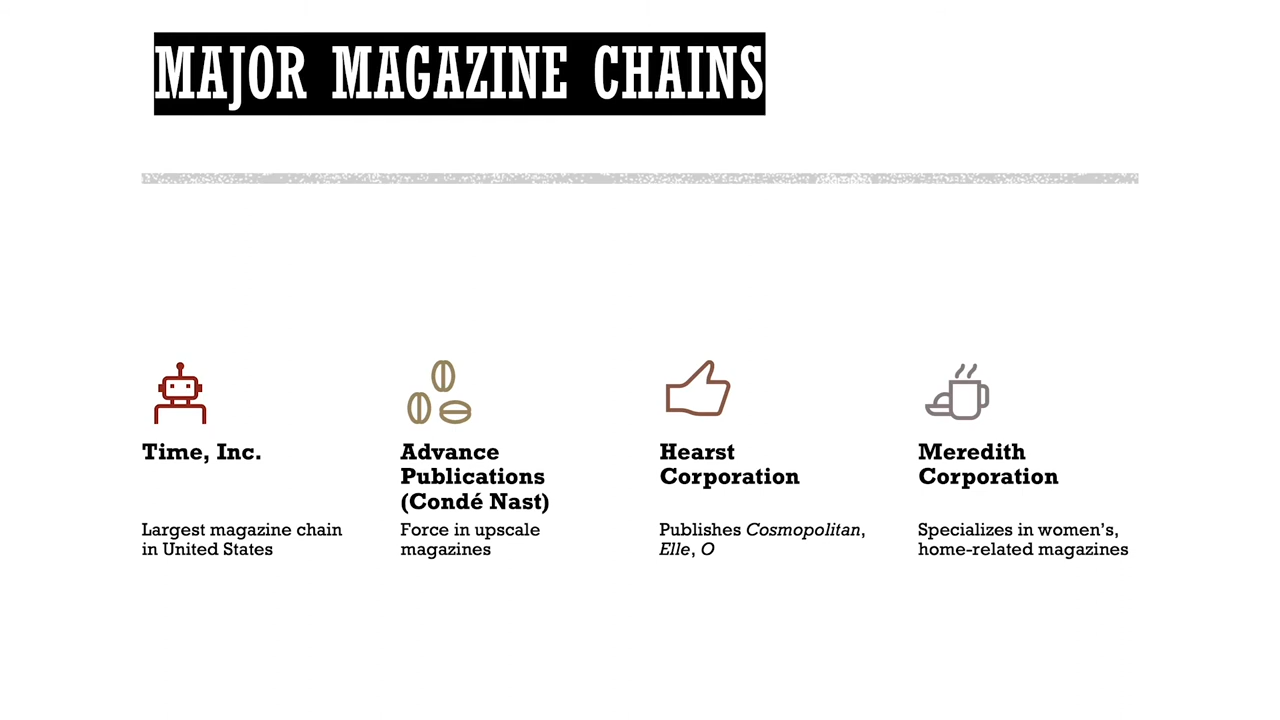 MAJOR MAGAZINE CHAINS
Time, Inc.
Largest magazine chain
in United States
Advance
Publications
(Condé Nast)
Force in upscale
magazines
Hearst
Corporation
Publishes Cosmopolitan,
Elle, O
Meredith
Corporation
Specializes in women’s,
home-related magazines